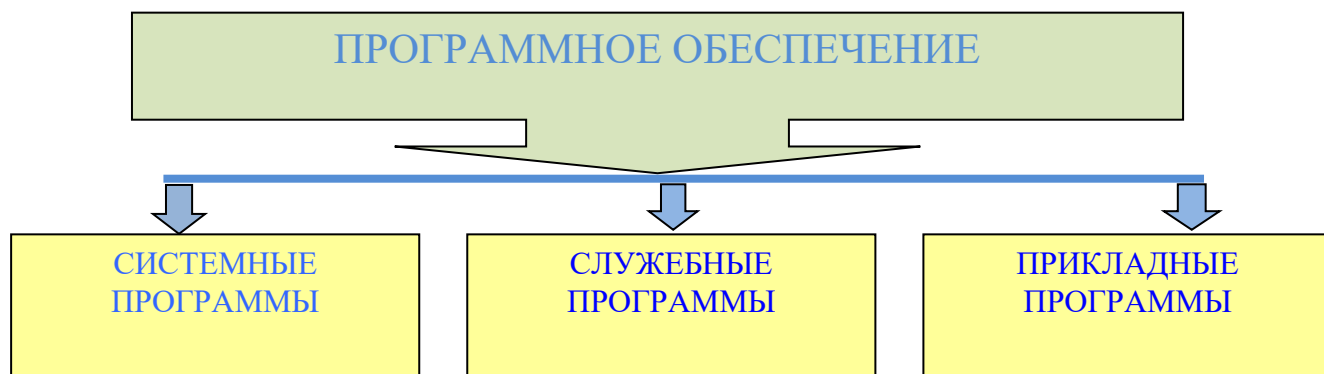 ПРОГРАММНОЕ ОБЕСПЕЧЕНИЕ
СИСТЕМНЫЕ
ПРОГРАММЫ
СЛУЖЕБНЫЕ
ПРОГРАММЫ
ПРИКЛАДНЫЕ
ПРОГРАММЫ